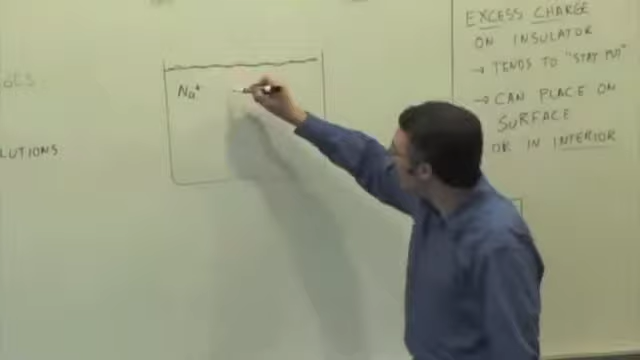 Na+
LUTIONS
EXCESS CHARGE
ON INSULATOR
→ TENDS TO "STAY PUT"
→ CAN PLACE ON
SURFACE
OR IN INTERIOR